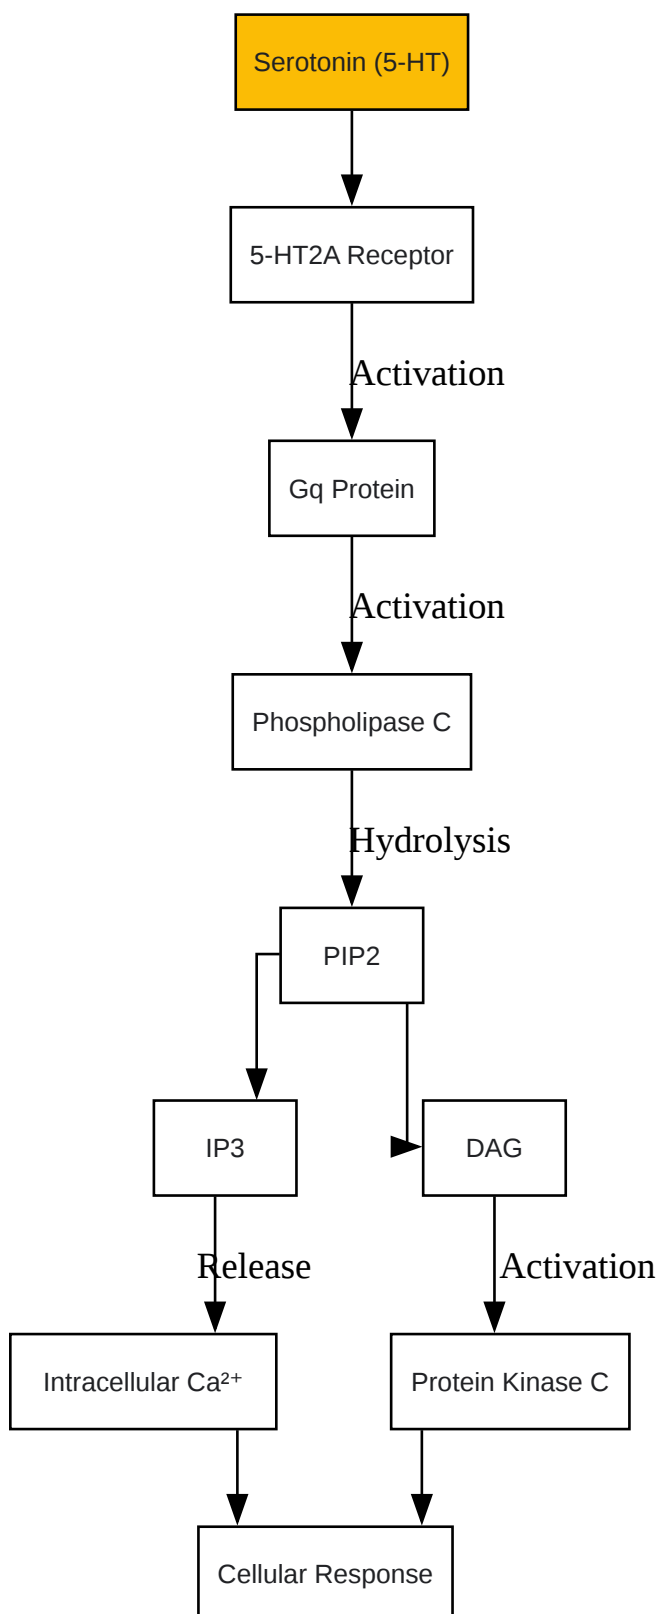 Serotonin (5-HT)
5-HT2A Receptor
Activation
Gq Protein
Activation
Phospholipase C
Hydrolysis
PIP2
IP3
DAG
Release
Activation
Intracellular Ca²⁺
Protein Kinase C
Cellular Response